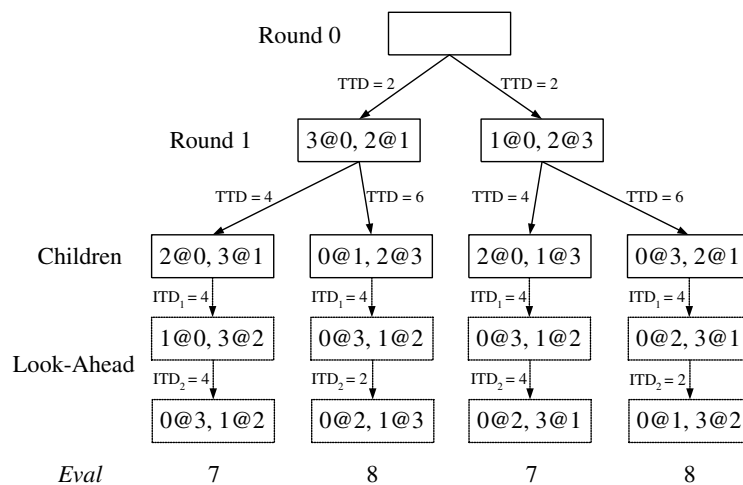 Round 0
TTD = 2 TTD = 2
Round 1 3@0, 2@1 1@0, 2@3
TTD = 4 TTD = 6 TTD = 4 TTD = 6
Children 2@0, 3@1 0@1, 2@3 2@0, 1@3 0@3, 2@1
ITD₁ = 4 ITD₁ = 4 ITD₁ = 4 ITD₁ = 4
1@0, 3@2 0@3, 1@2 0@3, 1@2 0@2, 3@1
Look-Ahead
ITD₂ = 4 ITD₂ = 2 ITD₂ = 4 ITD₂ = 2
0@3, 1@2 0@2, 1@3 0@2, 3@1 0@1, 3@2
Eval 7 8 7 8